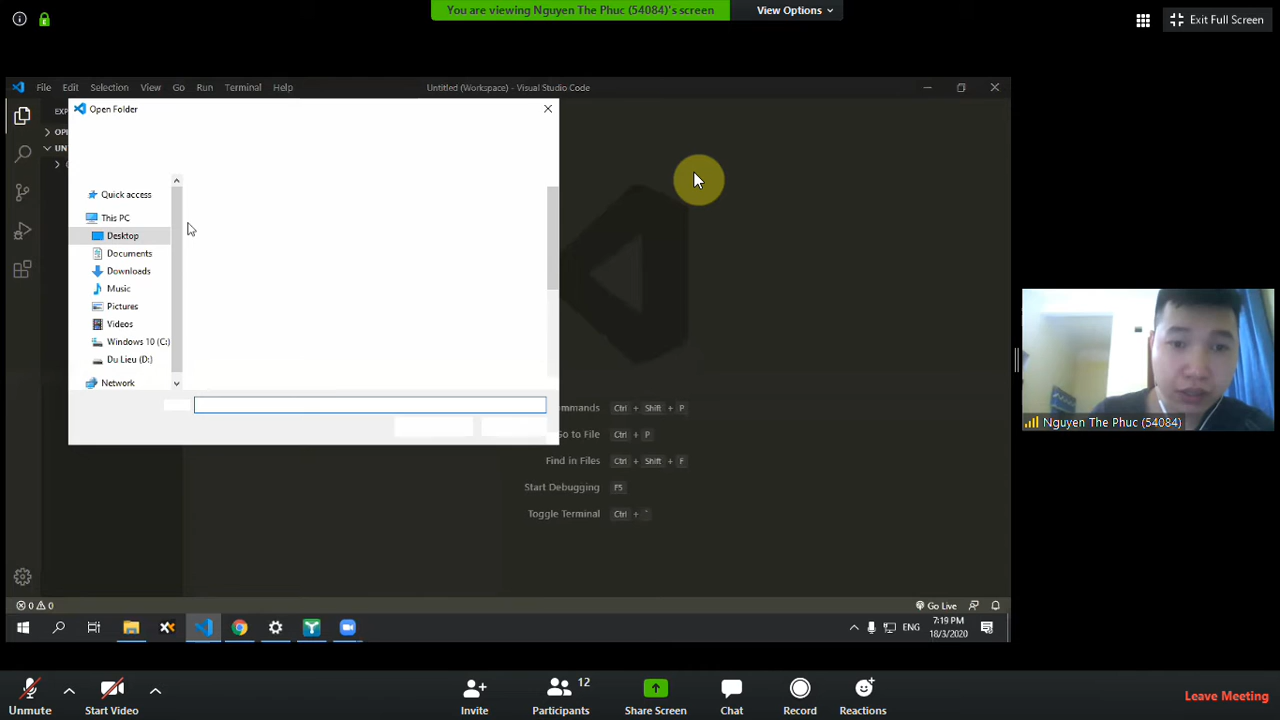 You are viewing Nguyen The Phuc (54084)'s screen
View Options
Exit Full Screen
File Edit Selection View Go Run Terminal Help
Untitled (Workspace) - Visual Studio Code
Open Folder
EXP
OPE
UN
Quick access
This PC
Desktop
Documents
Downloads
Music
Pictures
Videos
Windows 10 (C:)
Du Lieu (D:)
Network
mmands Ctrl + Shift + P
Go to File Ctrl + P
Find in Files Ctrl + Shift + F
Start Debugging F5
Toggle Terminal Ctrl + `
Nguyen The Phuc (54084)
0 0
Go Live
ENG
7:19 PM
18/3/2020
Unmute
Start Video
Invite
12
Participants
Share Screen
Chat
Record
Reactions
Leave Meeting